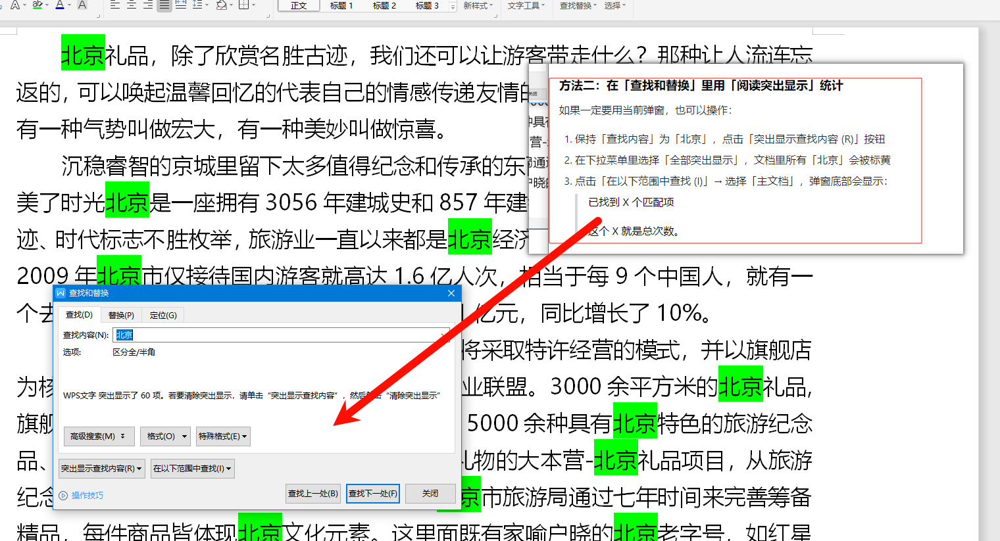 正文 标题 1 标题 2 标题 3 新样式 文字工具 查找替换 选择
北京礼品，除了欣赏名胜古迹，我们还可以让游客带走什么？那种让人流连忘
返的，可以唤起温馨回忆的代表自己的情感传递友情的
有一种气势叫做宏大，有一种美妙叫做惊喜。
沉稳睿智的京城里留下太多值得纪念和传承的东
美了时光北京是一座拥有 3056 年建城史和 857 年建
迹、时代标志不胜枚举，旅游业一直以来都是北京经济
2009 年北京市仅接待国内游客就高达 1.6 亿人次，相当于每 9 个中国人，就有一
个去
亿元，同比增长了 10%。
将采取特许经营的模式，并以旗舰店
为核
业联盟。3000 余平方米的北京礼品，
旗舰
5000 余种具有北京特色的旅游纪念
品、
礼物的大本营-北京礼品项目，从旅游
纪念
京市旅游局通过七年时间来完善筹备
精品，每件商品皆体现北京文化元素。这里面既有家喻户晓的北京老字号，如红星
方法二：在「查找和替换」里用「阅读突出显示」统计
如果一定要用当前弹窗，也可以操作：
1. 保持「查找内容」为「北京」，点击「突出显示查找内容 (R)」按钮
2. 在下拉菜单里选择「全部突出显示」，文档里所有「北京」会被标黄
3. 点击「在以下范围中查找 (I)」→ 选择「主文档」，弹窗底部会显示：
已找到 X 个匹配项
这个 X 就是总次数。
关闭
种具有
营-
局通过
户晓的
查找和替换
查找(D) 替换(P) 定位(G)
查找内容(N): 北京
选项: 区分全/半角
WPS文字 突出显示了 60 项。若要清除突出显示，请单击“突出显示查找内容”，然后单击“清除突出显示”
高级搜索(M) 格式(O) 特殊格式(E)
突出显示查找内容(R) 在以下范围中查找(I)
操作技巧 查找上一处(B) 查找下一处(F) 关闭